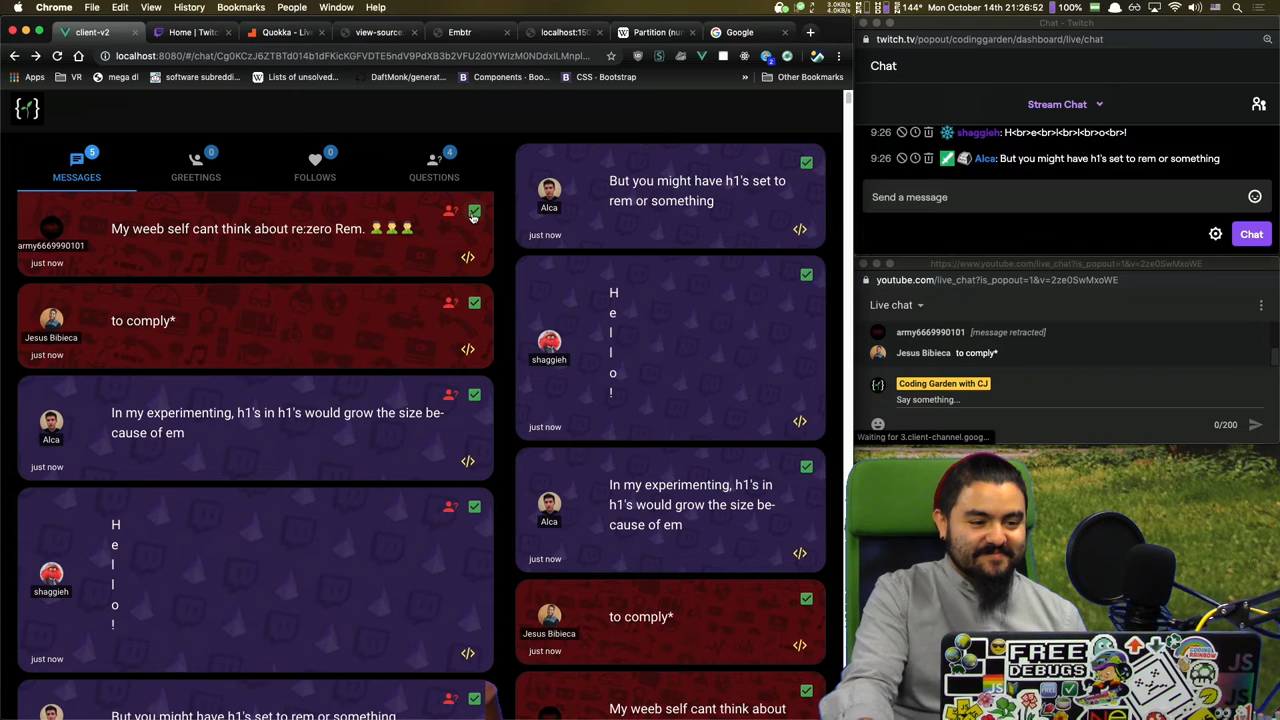 Chrome File Edit View History Bookmarks People Window Help
144° Monday October 14th 2019 21:26:52 100%
client-v2
Home | Twitc
Quokka - Live
view-source:
Embtr
localhost:150
Partition (nu
Google
localhost:8080/#/chat/Cg0KCzJ6ZTBTd014b1dFKicKGFVDTE5ndV9PdXB3b2VFU2d0YWIzM0NDdxILMnpl...
Apps
VR
mega dl
software subreddi...
Lists of unsolved...
DaftMonk/generat...
Components · Boo...
CSS · Bootstrap
»
Other Bookmarks
5
MESSAGES
0
GREETINGS
0
FOLLOWS
4
QUESTIONS
army6669990101
just now
My weeb self cant think about re:zero Rem.
</>
Jesus Bibieca
just now
to comply*
</>
Alca
just now
In my experimenting, h1's in h1's would grow the size be-
cause of em
</>
shaggieh
just now
H
e
l
l
o
!
</>
But you might have h1's set to rem or something
Alca
just now
But you might have h1's set to
rem or something
</>
shaggieh
just now
H
e
l
l
o
!
</>
Alca
just now
In my experimenting, h1's in
h1's would grow the size be-
cause of em
</>
Jesus Bibieca
just now
to comply*
</>
My weeb self cant think about
Chat - Twitch
twitch.tv/popout/codinggarden/dashboard/live/chat
Chat
Stream Chat
9:26 shaggieh: H<br>e<br>l<br>l<br>o<br>!
9:26 Alca: But you might have h1's set to rem or something
Send a message
Chat
https://www.youtube.com/live_chat?is_popout=1&v=2ze0SwMxoWE
youtube.com/live_chat?is_popout=1&v=2ze0SwMxoWE
Live chat
army6669990101 [message retracted]
Jesus Bibieca to comply*
Coding Garden with CJ
Say something...
0/200
Waiting for 3.client-channel.goog...
FREE
DEBUGS
JS
CODING
RAINBOW